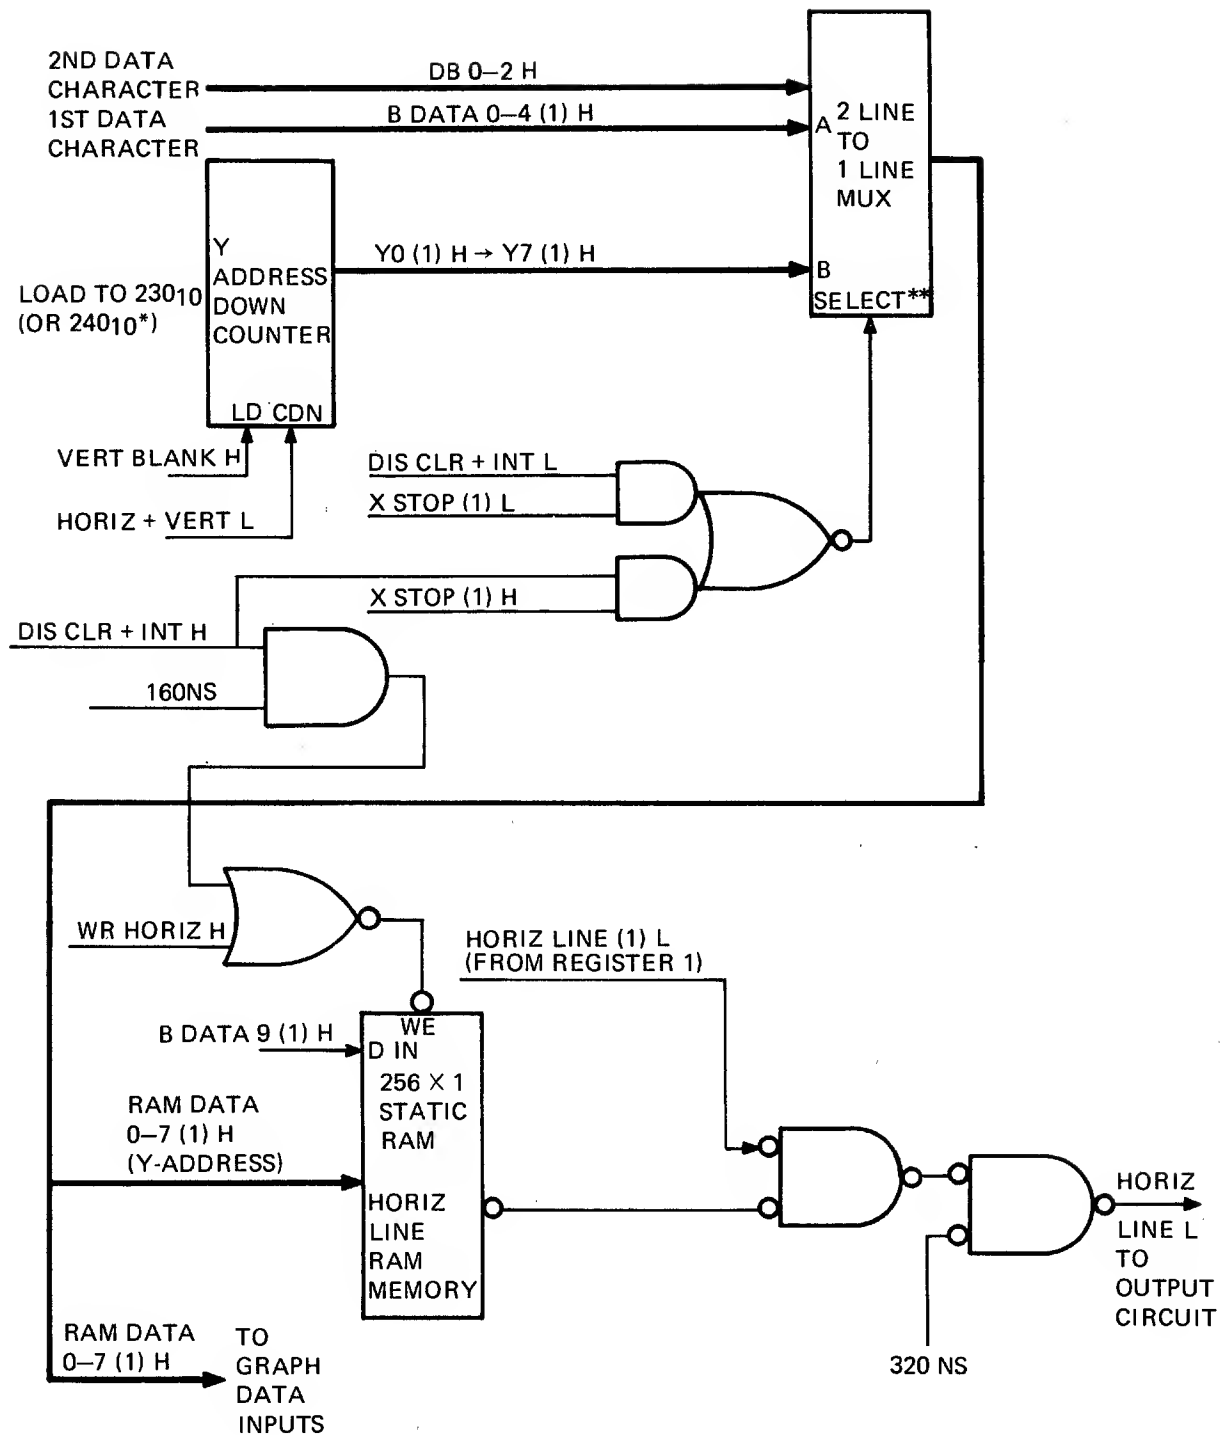 2ND DATA
CHARACTER
1ST DATA
CHARACTER
DB 0–2 H
B DATA 0–4 (1) H
A
2 LINE
TO
1 LINE
MUX
B
SELECT**
Y
ADDRESS
DOWN
COUNTER
LD CDN
Y0 (1) H → Y7 (1) H
LOAD TO 23010
(OR 24010*)
VERT BLANK H
HORIZ + VERT L
DIS CLR + INT L
X STOP (1) L
X STOP (1) H
DIS CLR + INT H
160NS
WR HORIZ H
HORIZ LINE (1) L
(FROM REGISTER 1)
B DATA 9 (1) H
WE
D IN
256 X 1
STATIC
RAM
HORIZ
LINE
RAM
MEMORY
RAM DATA
0–7 (1) H
(Y-ADDRESS)
HORIZ
LINE L
TO
OUTPUT
CIRCUIT
320 NS
RAM DATA
0–7 (1) H
TO
GRAPH
DATA
INPUTS